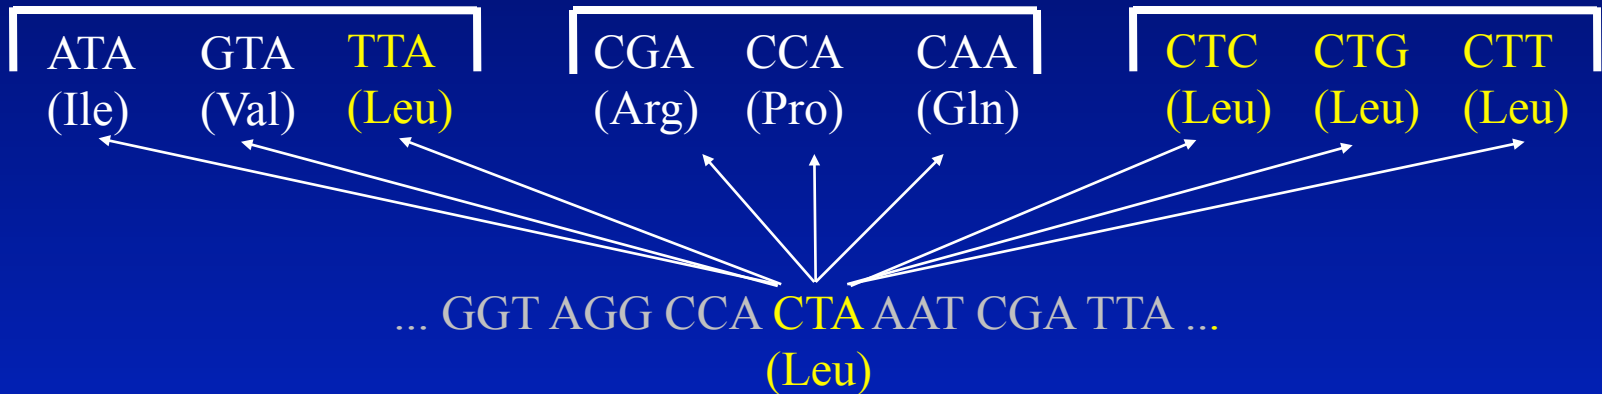 ATA GTA TTA CGA CCA CAA CTC CTG CTT
(Ile) (Val) (Leu) (Arg) (Pro) (Gln) (Leu) (Leu) (Leu)
... GGT AGG CCA CTA AAT CGA TTA ...
(Leu)